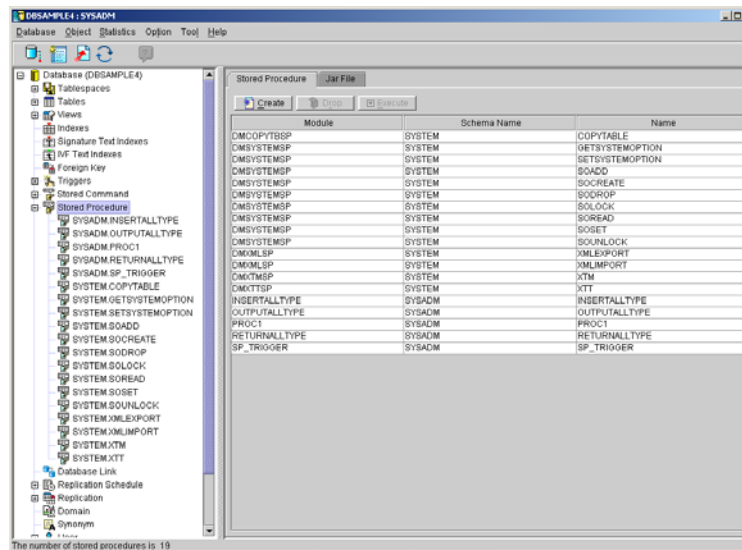 DBSAMPLE4 : SYSADM
Database Object Statistics Option Tool Help
Database (DBSAMPLE4)
Tablespaces
Tables
Views
Indexes
Signature Text Indexes
IVF Text Indexes
Foreign Key
Triggers
Stored Command
Stored Procedure
SYSADM.INSERTALLTYPE
SYSADM.OUTPUTALLTYPE
SYSADM.PROC1
SYSADM.RETURNALLTYPE
SYSADM.SP_TRIGGER
SYSTEM.COPYTABLE
SYSTEM.GETSYSTEMOPTION
SYSTEM.SETSYSTEMOPTION
SYSTEM.SOADD
SYSTEM.SOCREATE
SYSTEM.SODROP
SYSTEM.SOLOCK
SYSTEM.SOREAD
SYSTEM.SOSET
SYSTEM.SOUNLOCK
SYSTEM.XMLEXPORT
SYSTEM.XMLIMPORT
SYSTEM.XTM
SYSTEM.XTT
Database Link
Replication Schedule
Replication
Domain
Synonym
User
Stored Procedure Jar File
Create Drop Execute
Module Schema Name Name
DMCOPYTBSP SYSTEM COPYTABLE
DMSYSTEMSP SYSTEM GETSYSTEMOPTION
DMSYSTEMSP SYSTEM SETSYSTEMOPTION
DMSYSTEMSP SYSTEM SOADD
DMSYSTEMSP SYSTEM SOCREATE
DMSYSTEMSP SYSTEM SODROP
DMSYSTEMSP SYSTEM SOLOCK
DMSYSTEMSP SYSTEM SOREAD
DMSYSTEMSP SYSTEM SOSET
DMSYSTEMSP SYSTEM SOUNLOCK
DMXMLSP SYSTEM XMLEXPORT
DMXMLSP SYSTEM XMLIMPORT
DMXTMSP SYSTEM XTM
DMXTTSP SYSTEM XTT
INSERTALLTYPE SYSADM INSERTALLTYPE
OUTPUTALLTYPE SYSADM OUTPUTALLTYPE
PROC1 SYSADM PROC1
RETURNALLTYPE SYSADM RETURNALLTYPE
SP_TRIGGER SYSADM SP_TRIGGER
The number of stored procedures is 19